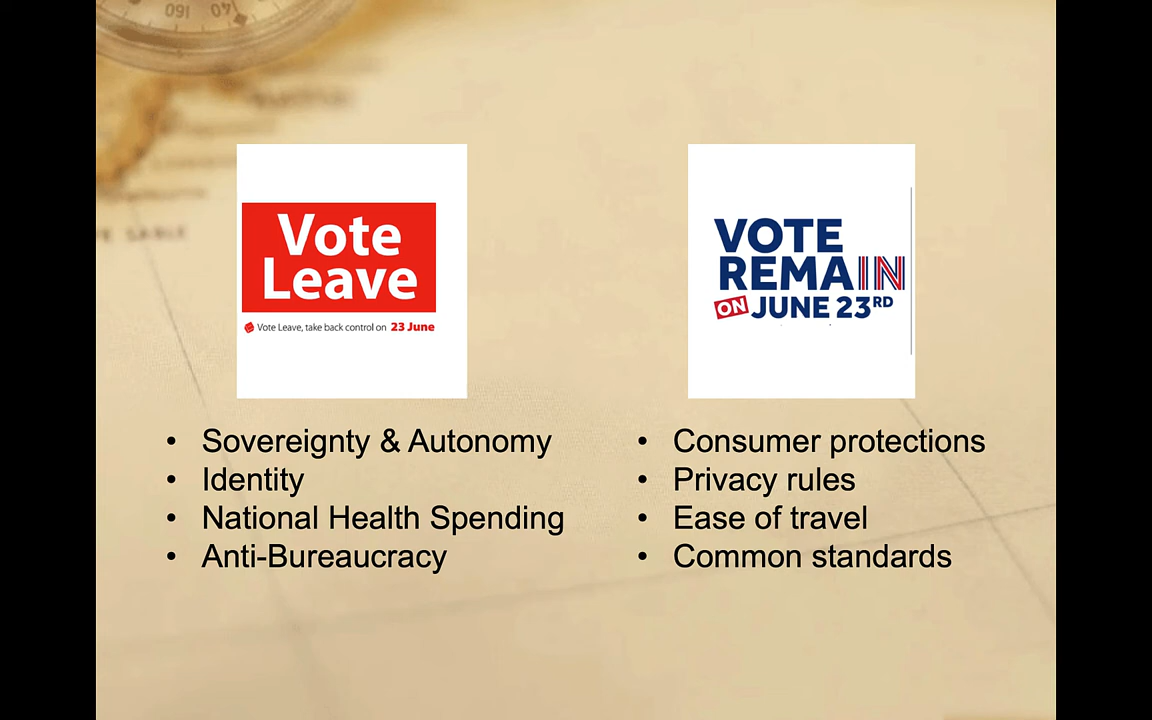 Vote
Leave
Vote Leave, take back control on 23 June
VOTE
REMAIN
ON JUNE 23RD
• Sovereignty & Autonomy
• Identity
• National Health Spending
• Anti-Bureaucracy
• Consumer protections
• Privacy rules
• Ease of travel
• Common standards